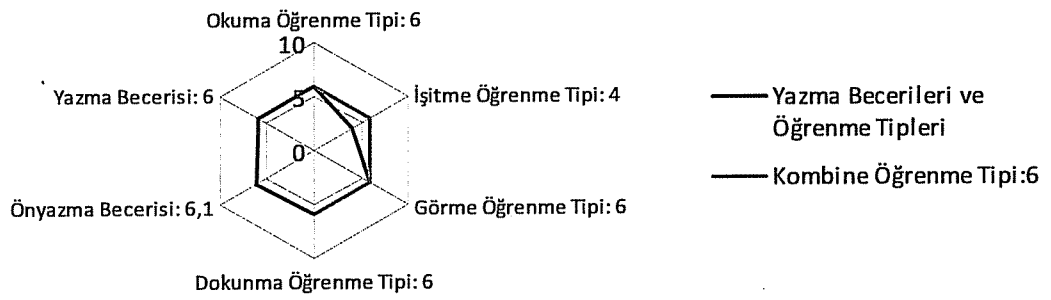 Okuma Öğrenme Tipi: 6
10
Yazma Becerisi: 6
5
İşitme Öğrenme Tipi: 4
0
Önyazma Becerisi: 6,1
Görme Öğrenme Tipi: 6
Dokunma Öğrenme Tipi: 6
Yazma Becerileri ve
Öğrenme Tipleri
Kombine Öğrenme Tipi:6